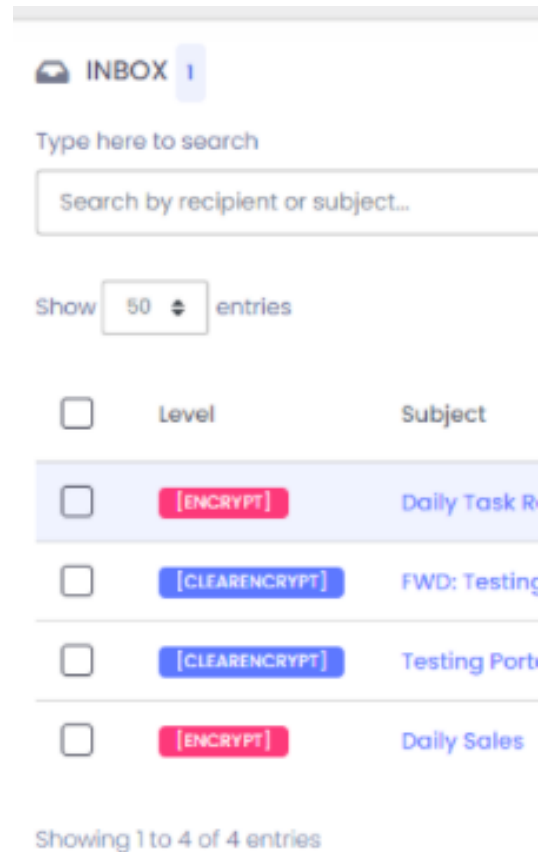 INBOX 1
Type here to search
Search by recipient or subject...
Show 50 entries
Level Subject
[ENCRYPT] Daily Task
[CLEARENCRYPT] FWD: Testing
[CLEARENCRYPT] Testing
[ENCRYPT] Daily Sales
Showing 1 to 4 of 4 entries